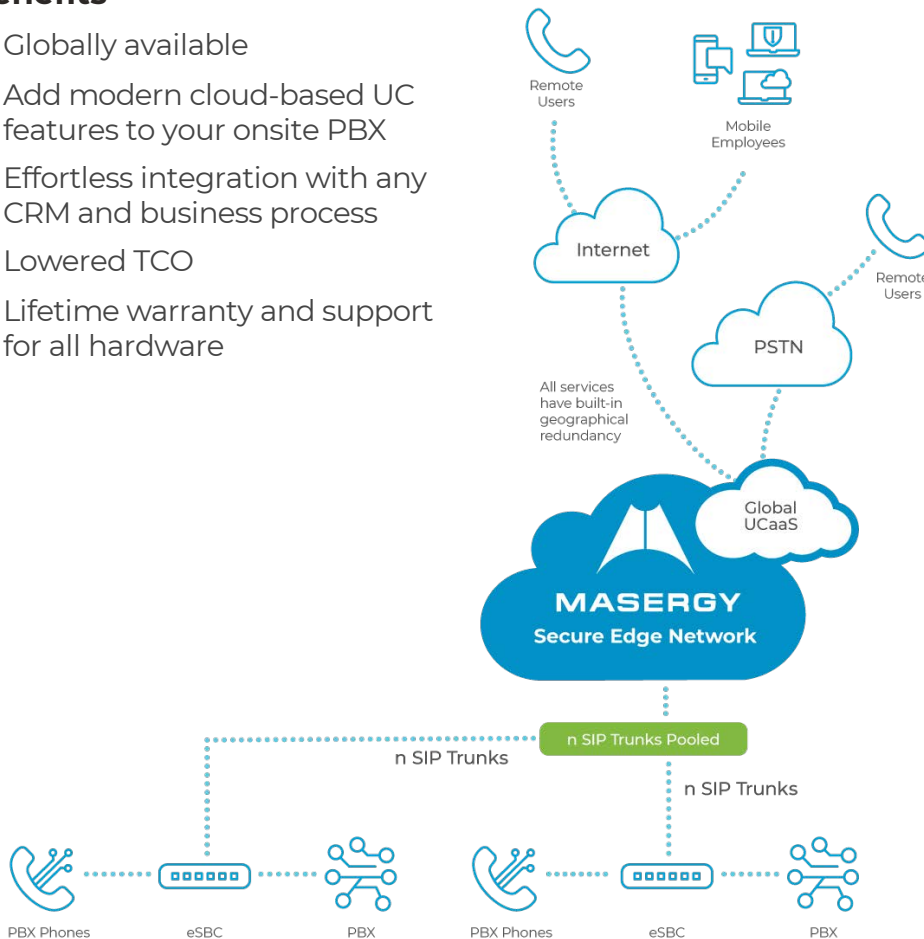 Globally available
Add modern cloud-based UC
features to your onsite PBX
Effortless integration with any
CRM and business process
Lowered TCO
Lifetime warranty and support
for all hardware
Remote
Users
Mobile
Employees
Internet
Remote
Users
PSTN
All services
have built-in
geographical
redundancy
Global
UCaaS
MASERGY
Secure Edge Network
n SIP Trunks Pooled
n SIP Trunks
n SIP Trunks
PBX Phones
eSBC
PBX
PBX Phones
eSBC
PBX